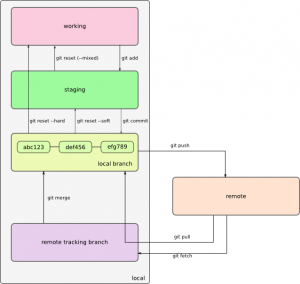 working
git reset (--mixed)
git add
staging
git reset --hard
git reset --soft
git commit
abc123
def456
efg789
local branch
git push
git merge
remote
remote tracking branch
git pull
git fetch
local